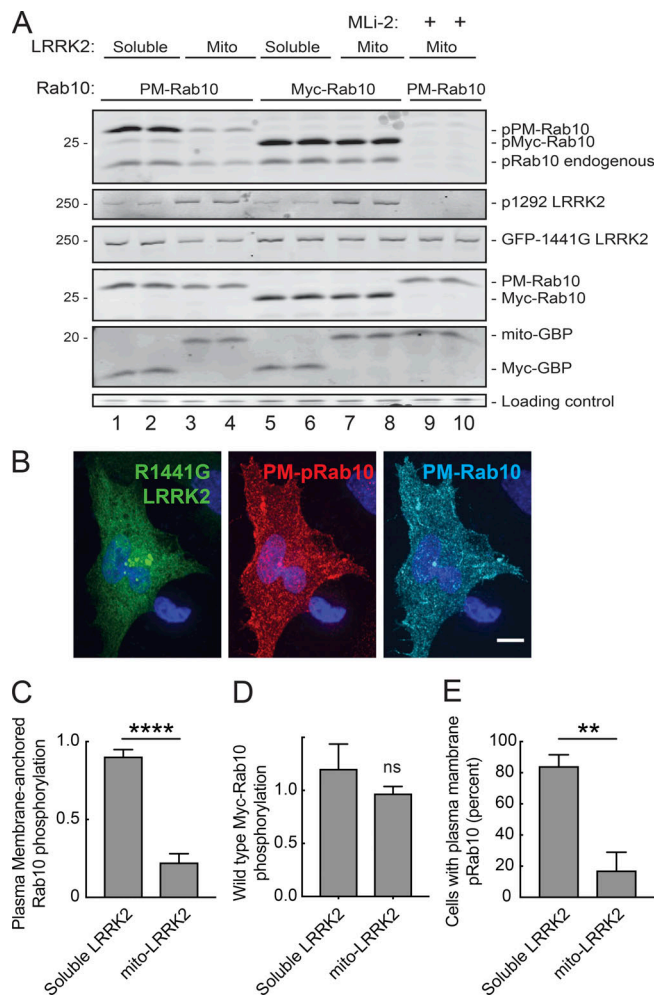 A
MLi-2: + +
LRRK2: Soluble Mito Soluble Mito Mito
Rab10: PM-Rab10 Myc-Rab10 PM-Rab10
- pPM-Rab10
25 - - pMyc-Rab10
- pRab10 endogenous
250 - - p1292 LRRK2
250 - - GFP-1441G LRRK2
- PM-Rab10
25 - - Myc-Rab10
20 - - mito-GBP
- Myc-GBP
- Loading control
1 2 3 4 5 6 7 8 9 10
B
R1441G LRRK2
PM-pRab10
PM-Rab10
C
Plasma Membrane-anchored
Rab10 phosphorylation
1.0
0.5
0
****
Soluble LRRK2
mito-LRRK2
D
Wild type Myc-Rab10
phosphorylation
1.0
0.5
0.0
ns
Soluble LRRK2
mito-LRRK2
E
Cells with plasma mambrane
pRab10 (percent)
100
80
60
40
20
0
**
Soluble LRRK2
mito-LRRK2